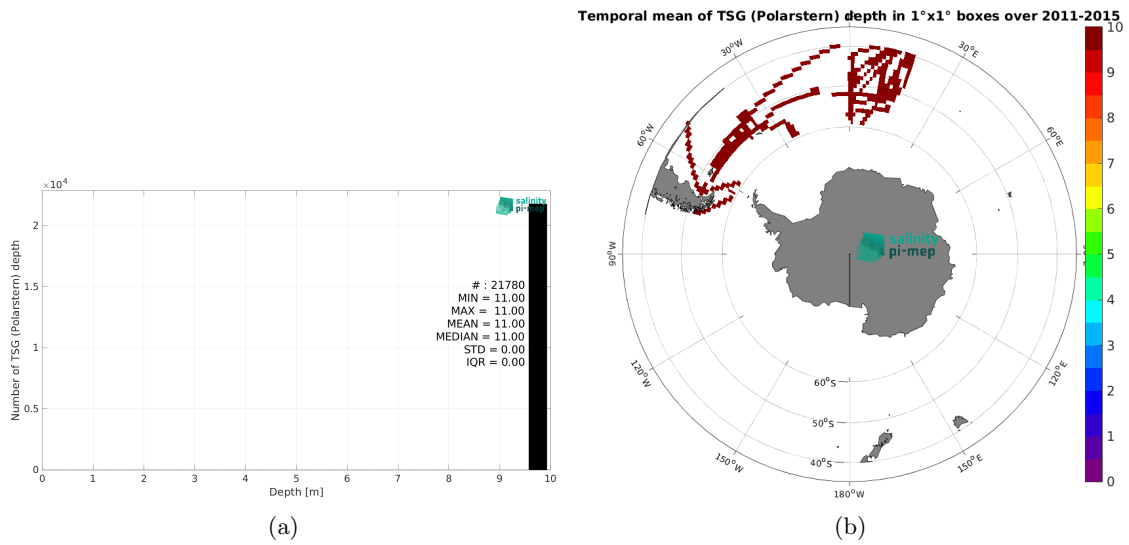 Temporal mean of TSG (Polarstern) depth in 1°x1° boxes over 2011-2015
×10⁴
2
1.5
1
0.5
0
Number of TSG (Polarstern) depth
salinity
pi-mep
# : 21780
MIN = 11.00
MAX = 11.00
MEAN = 11.00
MEDIAN = 11.00
STD = 0.00
IQR = 0.00
0 1 2 3 4 5 6 7 8 9 10
Depth [m]
(a)
30°W
30°E
60°W
60°E
90°W
120°W
120°E
150°W
150°E
180°W
60°S
50°S
40°S
salinity
pi-mep
10
9
8
7
6
5
4
3
2
1
0
(b)